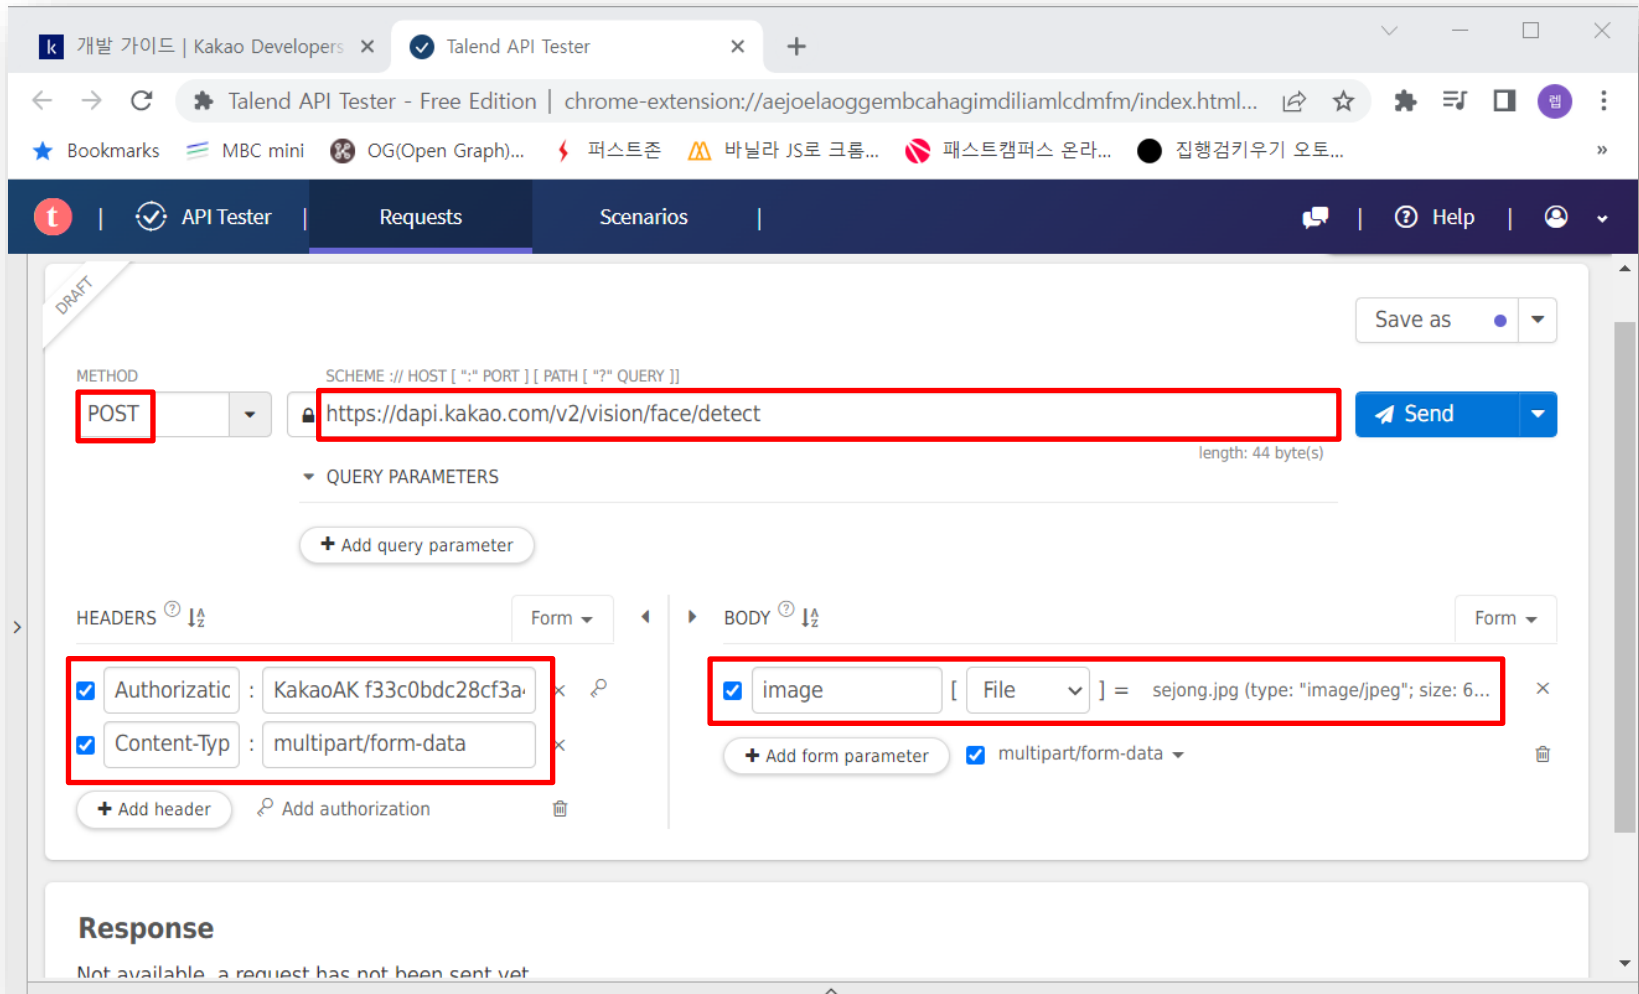 k 개발 가이드 | Kakao Developers
Talend API Tester
Talend API Tester - Free Edition | chrome-extension://aejoelaoggembcahagimdiliamlcdmfm/index.html...
렙
Bookmarks MBC mini OG(Open Graph)... 퍼스트존 바닐라 JS로 크롬... 패스트캠퍼스 온라... 집행검키우기 오토... »
t | API Tester | Requests Scenarios | | Help |
DRAFT
Save as
METHOD SCHEME :// HOST [ ":" PORT ] [ PATH [ "?" QUERY ]]
POST https://dapi.kakao.com/v2/vision/face/detect Send
length: 44 byte(s)
QUERY PARAMETERS
+ Add query parameter
HEADERS ? Form BODY ? Form
Authorizatic : KakaoAK f33c0bdc28cf3a image [ File ] = sejong.jpg (type: "image/jpeg"; size: 6...
Content-Typ : multipart/form-data
+ Add form parameter multipart/form-data
+ Add header Add authorization
Response
Not available, a request has not been sent yet